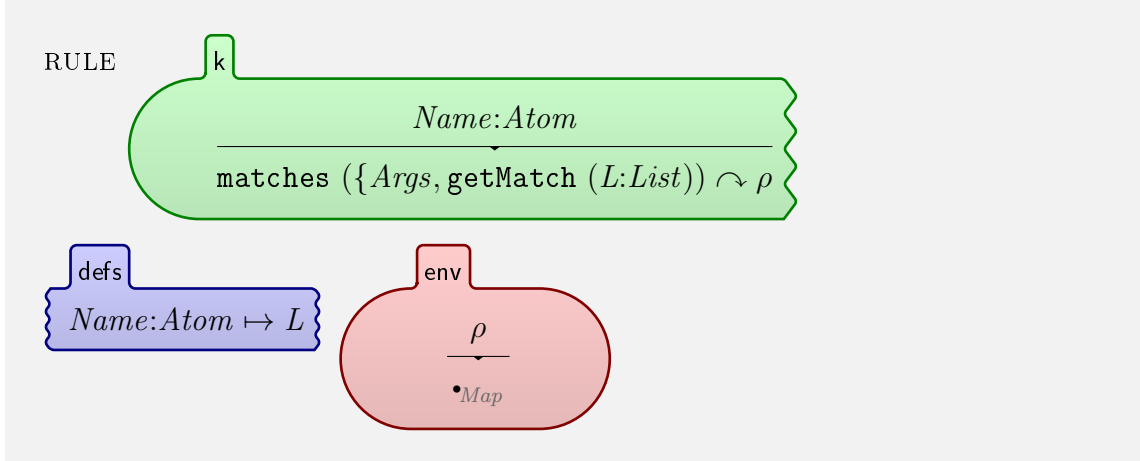 RULE
k
Name:Atom
matches ({Args, getMatch (L:List)) ↷ ρ
defs
Name:Atom ↦ L
env
ρ
•Map